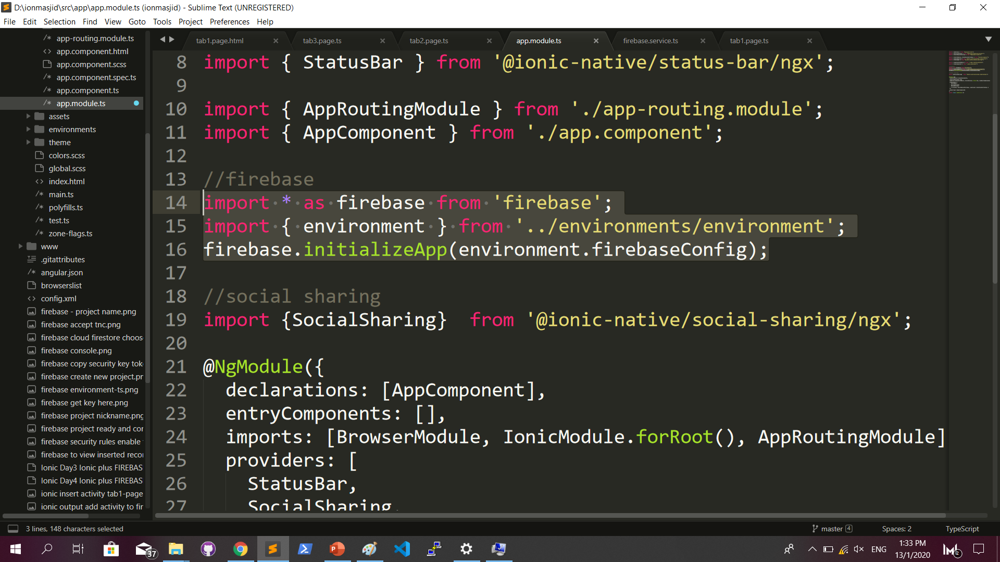 D:\ionmasjid\src\app\app.module.ts (ionmasjid) - Sublime Text (UNREGISTERED)
File Edit Selection Find View Goto Tools Project Preferences Help
/* app-routing.module.ts
<> app.component.html
app.component.scss
/* app.component.spec.ts
/* app.component.ts
/* app.module.ts
assets
environments
theme
colors.scss
global.scss
<> index.html
/* main.ts
/* polyfills.ts
/* test.ts
/* zone-flags.ts
www
.gitattributes
/* angular.json
browserslist
<> config.xml
firebase - project name.png
firebase accept tnc.png
firebase cloud firestore choos
firebase console.png
firebase copy security key tok
firebase create new project.pr
firebase environment-ts.png
firebase get key here.png
firebase project nickname.png
firebase project ready and cor
firebase security rules enable
firebase to view inserted reco
Ionic Day3 Ionic plus FIREBAS
Ionic Day4 Ionic plus FIREBAS
ionic insert activity tab1-page
ionic output add activity to fir
tab1.page.html tab3.page.ts tab2.page.ts app.module.ts firebase.service.ts tab1.page.ts
8 import { StatusBar } from '@ionic-native/status-bar/ngx';
9
10 import { AppRoutingModule } from './app-routing.module';
11 import { AppComponent } from './app.component';
12
13 //firebase
14 import * as firebase from 'firebase';
15 import { environment } from '../environments/environment';
16 firebase.initializeApp(environment.firebaseConfig);
17
18 //social sharing
19 import {SocialSharing}  from '@ionic-native/social-sharing/ngx';
20
21 @NgModule({
22   declarations: [AppComponent],
23   entryComponents: [],
24   imports: [BrowserModule, IonicModule.forRoot(), AppRoutingModule]
25   providers: [
26     StatusBar,
27     SocialSharing,
3 lines, 148 characters selected
master 4 Spaces: 2 TypeScript
37
ENG
1:33 PM
13/1/2020
2